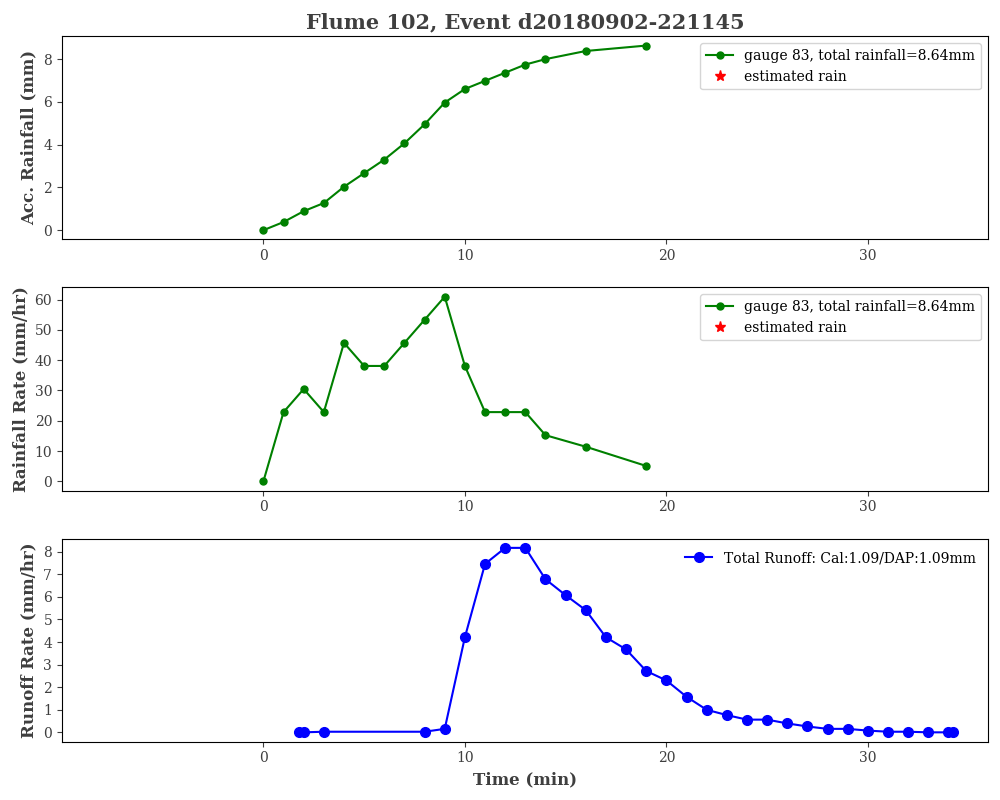 Flume 102, Event d20180902-221145
Acc. Rainfall (mm)
8
6
4
2
0
gauge 83, total rainfall=8.64mm
estimated rain
0 10 20 30
Rainfall Rate (mm/hr)
60
50
40
30
20
10
0
gauge 83, total rainfall=8.64mm
estimated rain
0 10 20 30
Runoff Rate (mm/hr)
8
7
6
5
4
3
2
1
0
Total Runoff: Cal:1.09/DAP:1.09mm
0 10 20 30
Time (min)